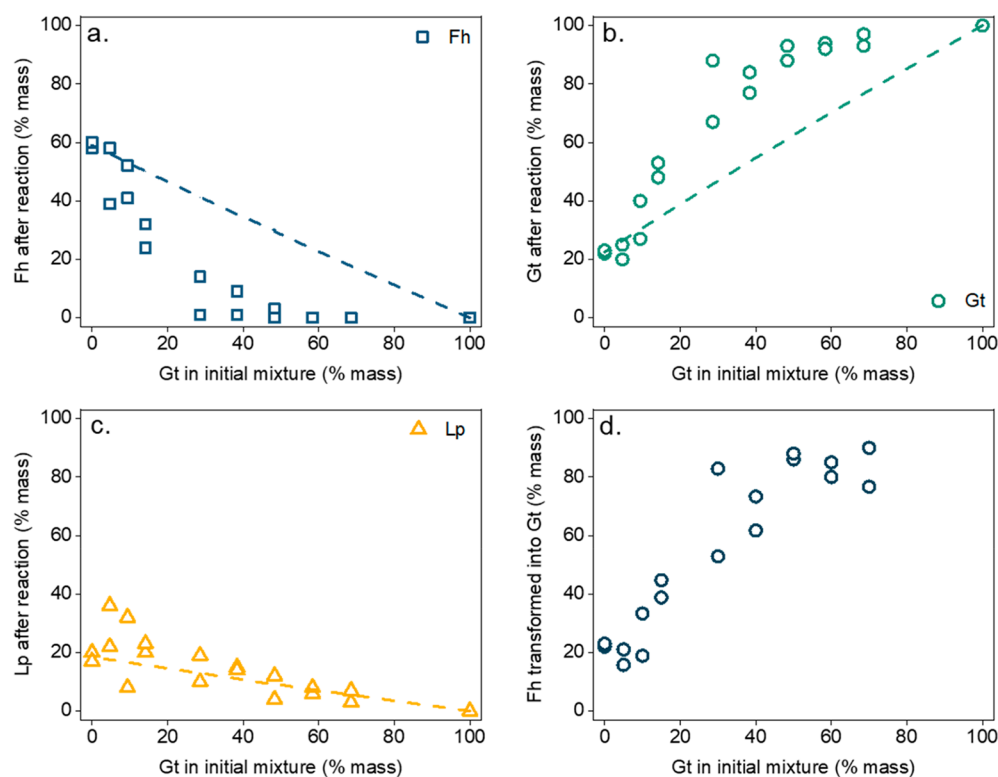 a.
Fh
Fh after reaction (% mass)
100
80
60
40
20
0
0 20 40 60 80 100
Gt in initial mixture (% mass)
b.
Gt
Gt after reaction (% mass)
100
80
60
40
20
0
0 20 40 60 80 100
Gt in initial mixture (% mass)
c.
Lp
Lp after reaction (% mass)
100
80
60
40
20
0
0 20 40 60 80 100
Gt in initial mixture (% mass)
d.
Fh transformed into Gt (% mass)
100
80
60
40
20
0
0 20 40 60 80 100
Gt in initial mixture (% mass)